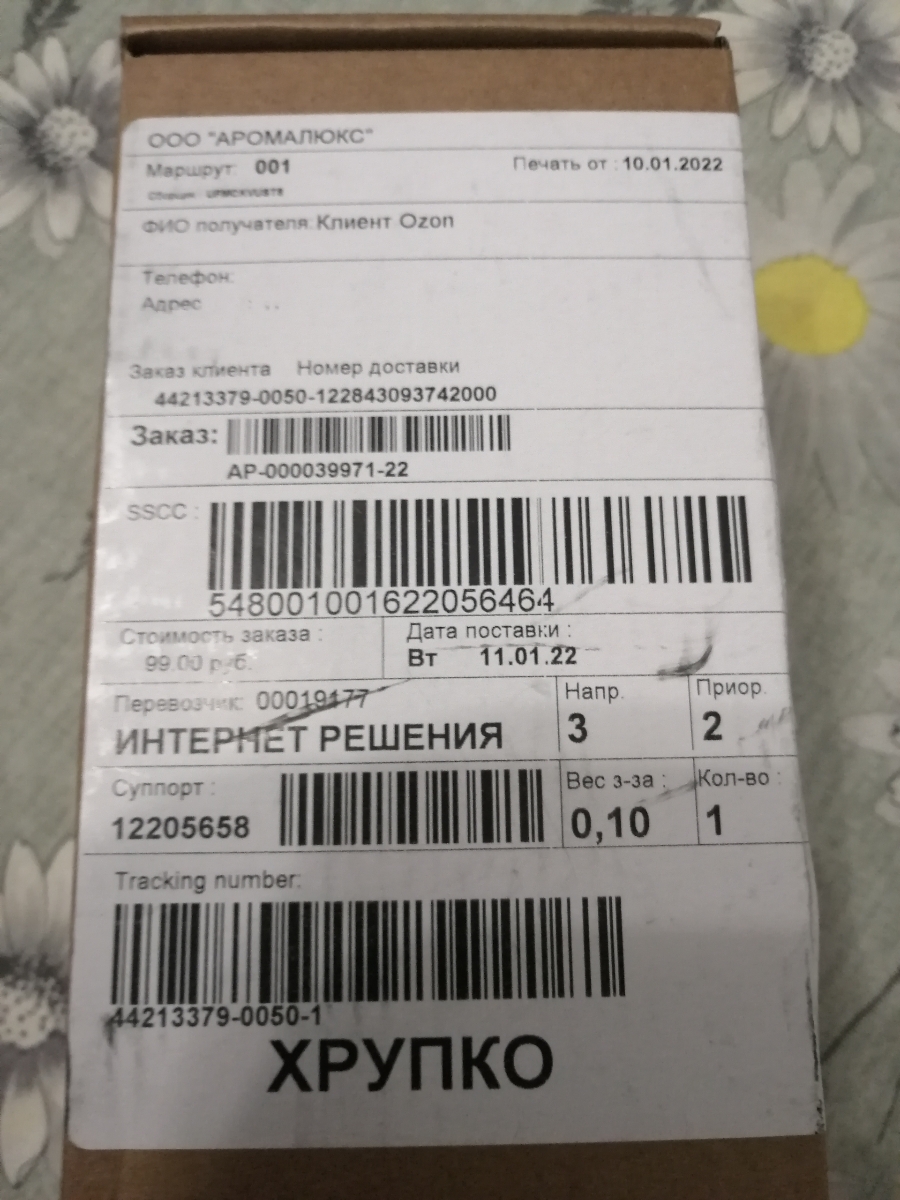 ООО "АРОМАЛЮКС"
Маршрут: 001 Печать от : 10.01.2022
ФИО получателя: Клиент Ozon
Телефон:
Адрес : . .
Заказ клиента Номер доставки
44213379-0050-122843093742000
Заказ:
АР-000039971-22
SSCC :
548001001622056464
Стоимость заказа : Дата поставки :
99.00 руб. Вт 11.01.22
Перевозчик: 00019177 Напр. Приор.
ИНТЕРНЕТ РЕШЕНИЯ 3 2
Суппорт : Вес з-за : Кол-во :
12205658 0,10 1
Tracking number:
44213379-0050-1
ХРУПКО